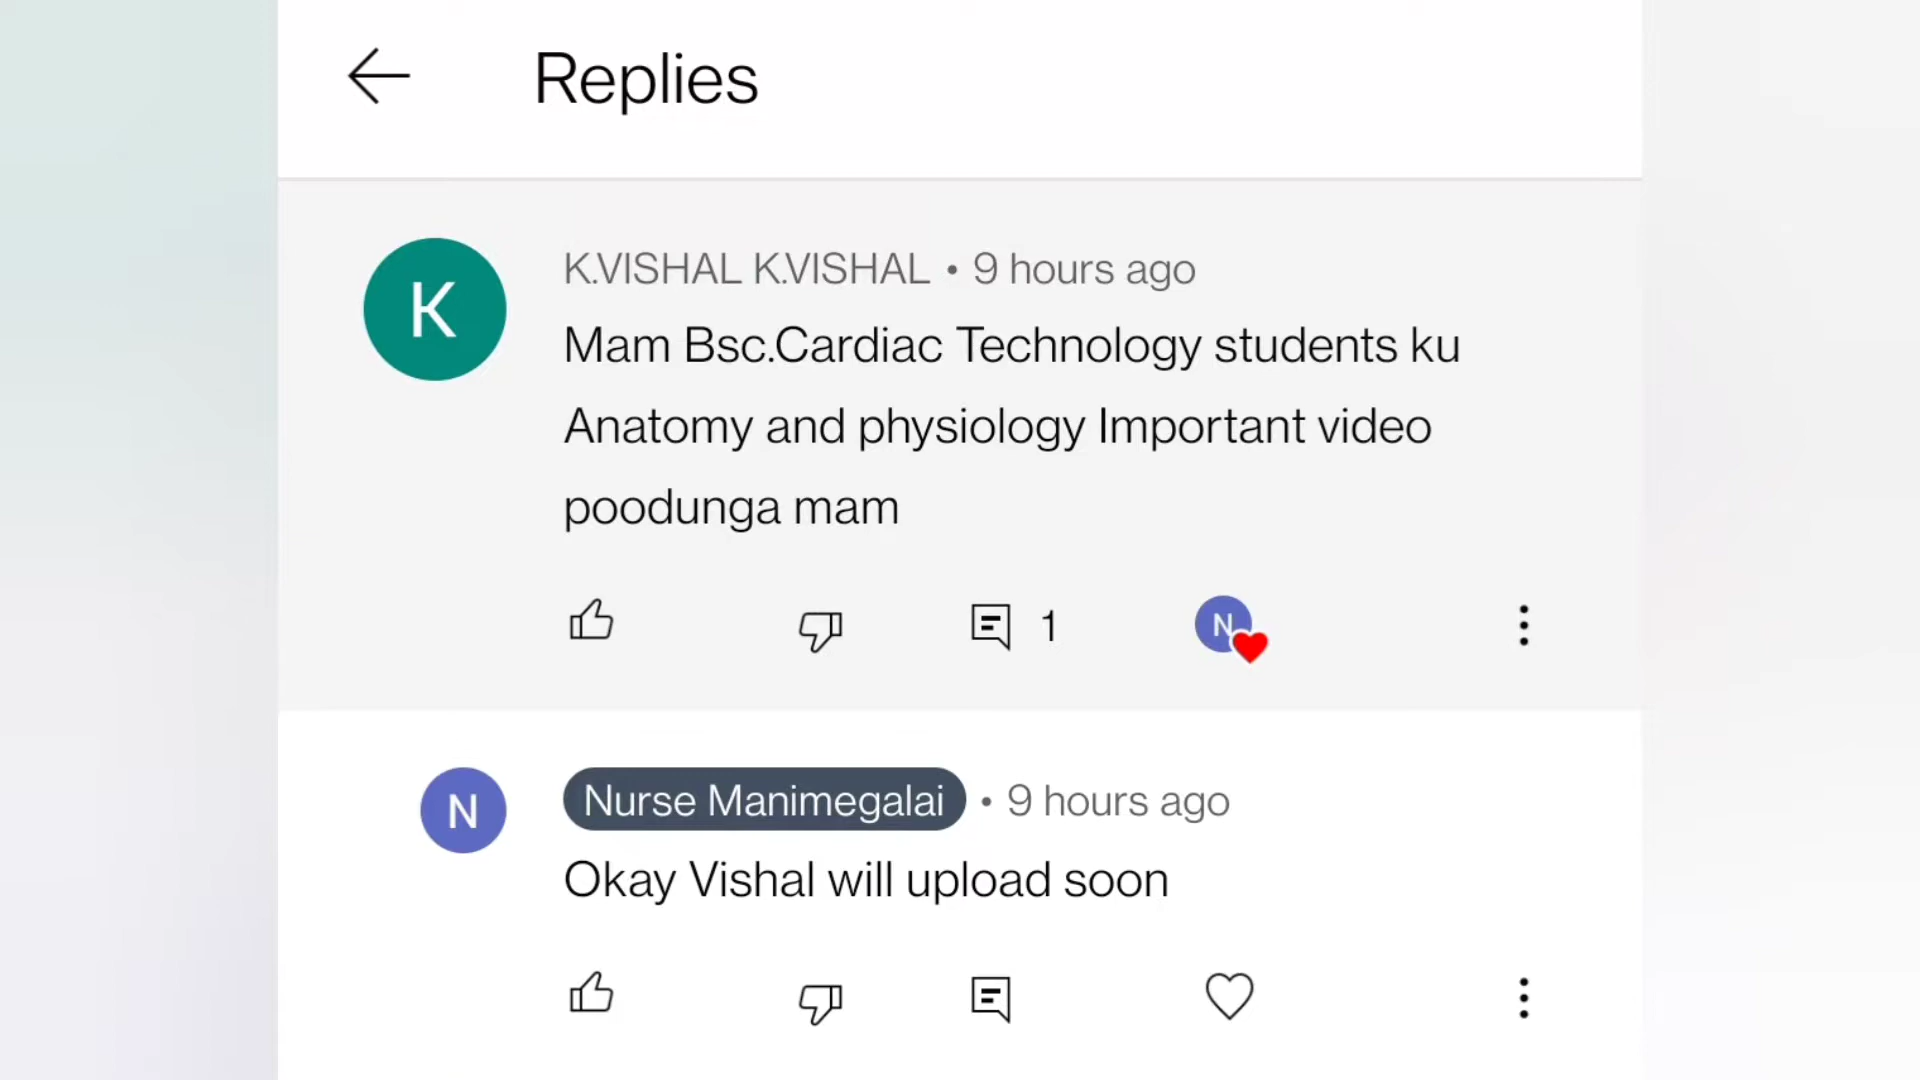 Replies
K
K.VISHAL K.VISHAL • 9 hours ago
Mam Bsc.Cardiac Technology students ku
Anatomy and physiology Important video
poodunga mam
1
N
N
Nurse Manimegalai • 9 hours ago
Okay Vishal will upload soon